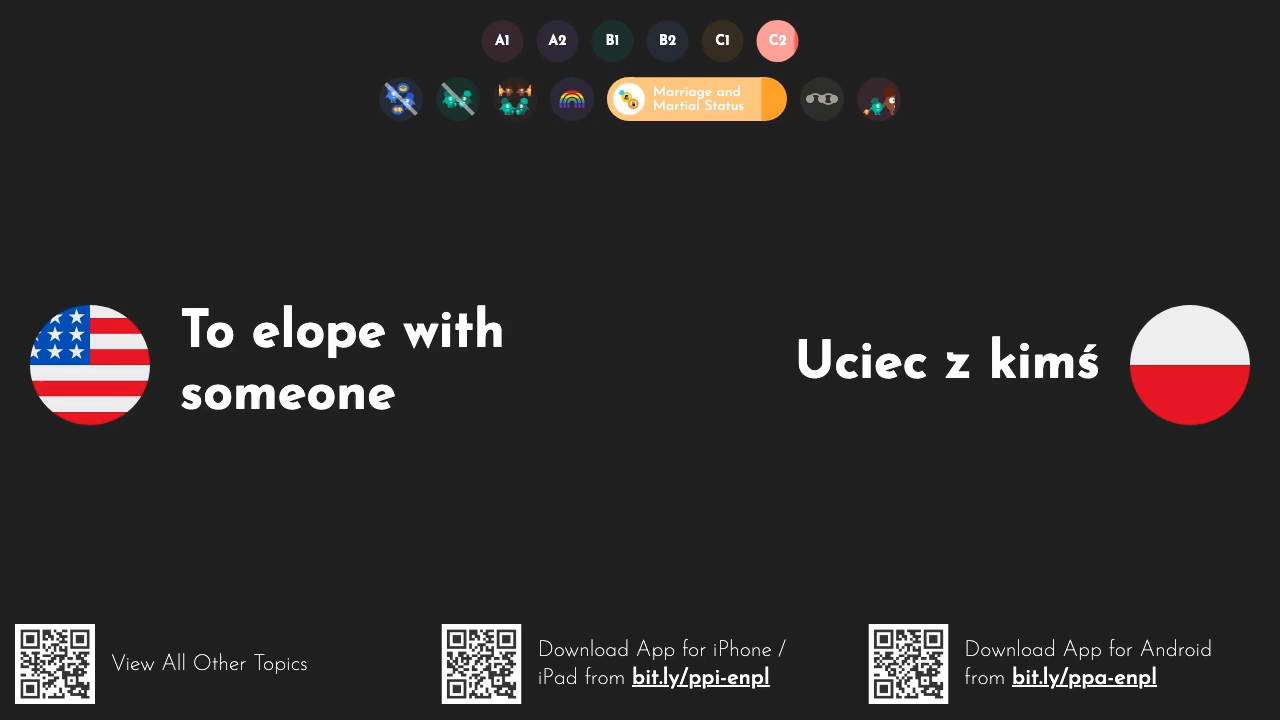 A1 A2 B1 B2 C1 C2
Marriage and
Martial Status
To elope with
someone
Uciec z kimś
View All Other Topics
Download App for iPhone /
iPad from bit.ly/ppi-enpl
Download App for Android
from bit.ly/ppa-enpl